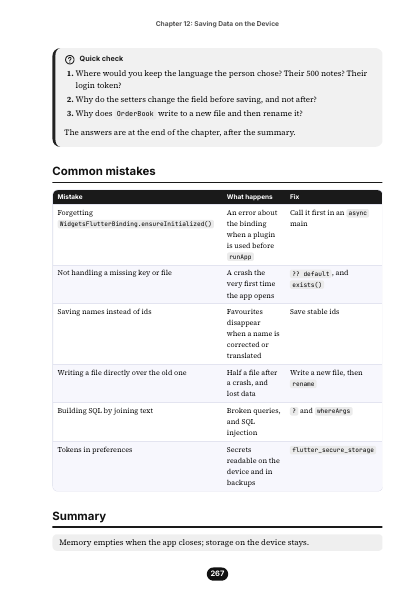 Chapter 12: Saving Data on the Device
Quick check
1. Where would you keep the language the person chose? Their 500 notes? Their
login token?
2. Why do the setters change the field before saving, and not after?
3. Why does OrderBook write to a new file and then rename it?
The answers are at the end of the chapter, after the summary.
Common mistakes
Mistake What happens Fix
Forgetting
WidgetsFlutterBinding.ensureInitialized()
An error about
the binding
when a plugin
is used before
runApp
Call it first in an async
main
Not handling a missing key or file
A crash the
very first time
the app opens
?? default, and
exists()
Saving names instead of ids
Favourites
disappear
when a name is
corrected or
translated
Save stable ids
Writing a file directly over the old one
Half a file after
a crash, and
lost data
Write a new file, then
rename
Building SQL by joining text
Broken queries,
and SQL
injection
? and whereArgs
Tokens in preferences
Secrets
readable on the
device and in
backups
flutter_secure_storage
Summary
Memory empties when the app closes; storage on the device stays.
267